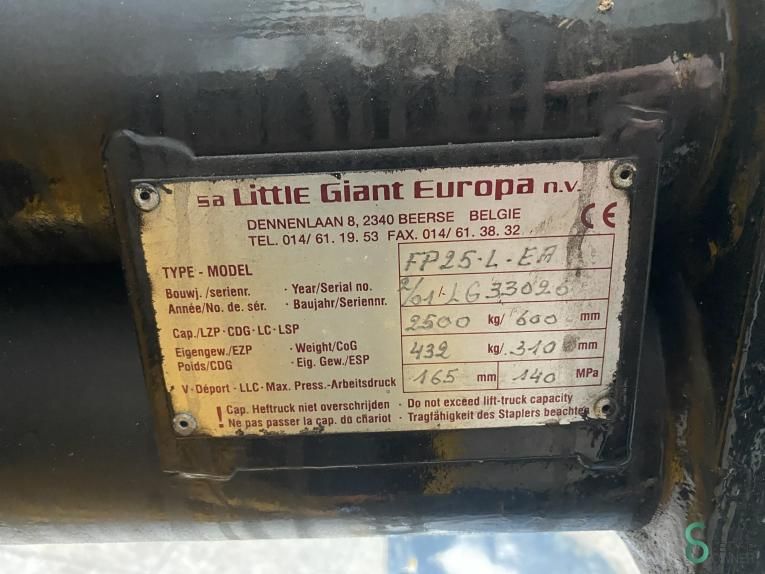 sa Little Giant Europa n.v.
DENNENLAAN 8, 2340 BEERSE BELGIE
TEL. 014/ 61. 19. 53 FAX. 014/ 61. 38. 32
CE
TYPE - MODEL FP25-L-EA
Bouwj. /serienr. · Year/Serial no.
Année/No. de sér. · Baujahr/Seriennr. 2/01-LG33026
Cap./LZP · CDG · LC · LSP 2500 kg/ 600 mm
Eigengew./EZP · Weight/CoG
Poids/CDG · Eig. Gew./ESP 432 kg/ 310 mm
V · Déport - LLC - Max. Press.-Arbeitsdruck 165 mm 140 MPa
! Cap. Heftruck niet overschrijden · Do not exceed lift-truck capacity
Ne pas passer la cap. du chariot · Tragfähigkeit des Staplers beachten
OWNER